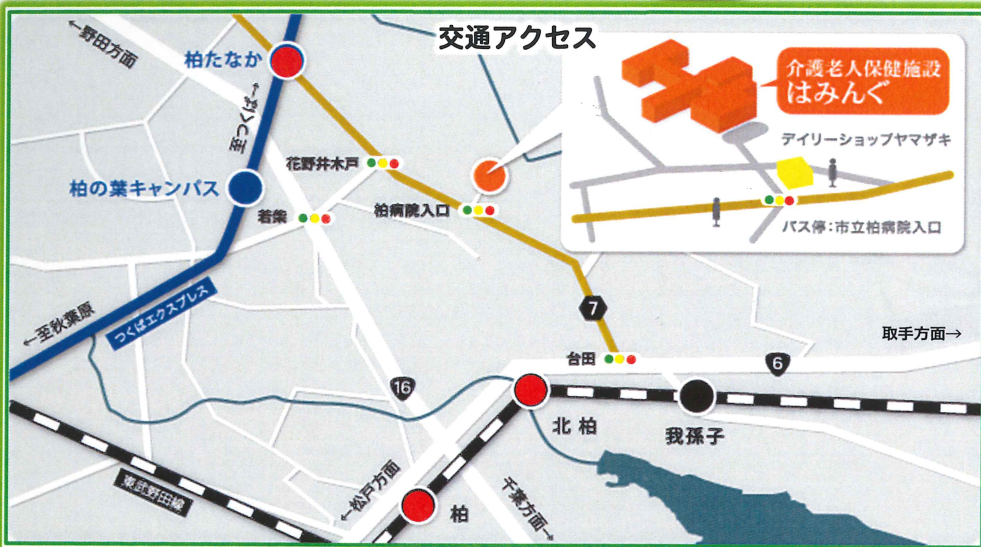 交通アクセス
←野田方面
柏たなか
←至つくば
柏の葉キャンパス
花野井木戸
若柴
柏病院入口
介護老人保健施設
はみんぐ
デイリーショップヤマザキ
バス停:市立柏病院入口
←至秋葉原
つくばエクスプレス
7
台田
取手方面→
6
16
北柏
我孫子
東武野田線
←松戸方面
柏
千葉方面→